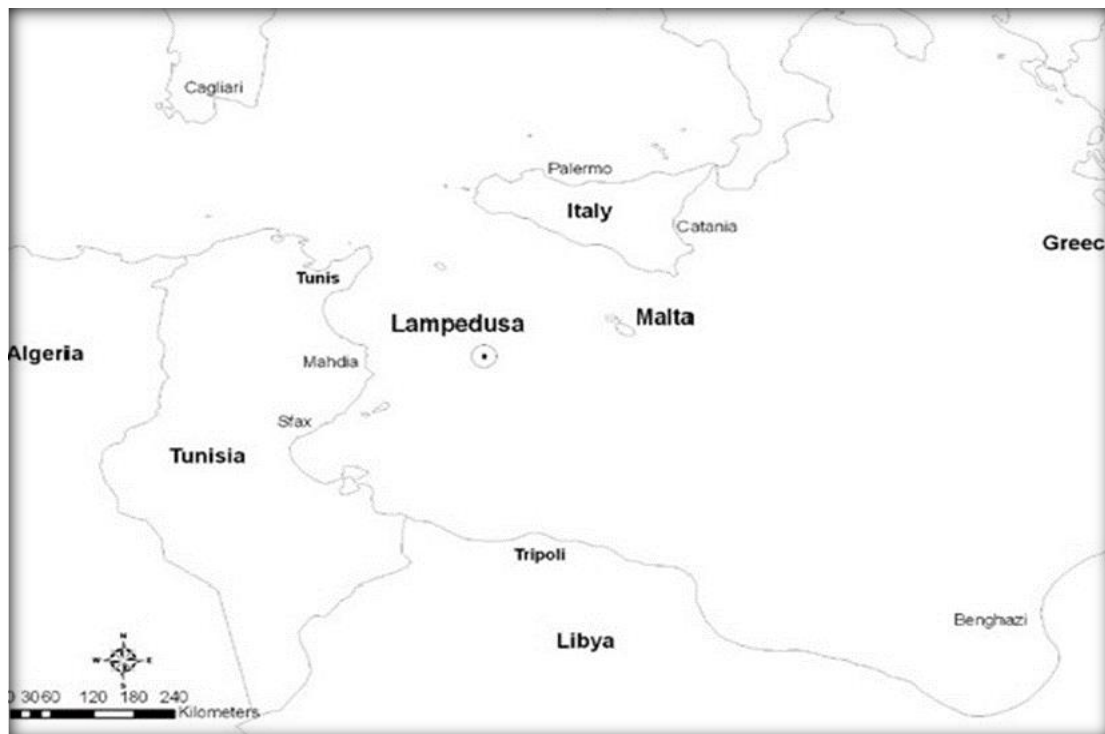 Cagliari
Palermo
Italy
Catania
Greec
Tunis
Lampedusa
Malta
Algeria
Mahdia
Sfax
Tunisia
Tripoli
Libya
Benghazi
N
W E
S
0 30 60 120 180 240
Kilometers